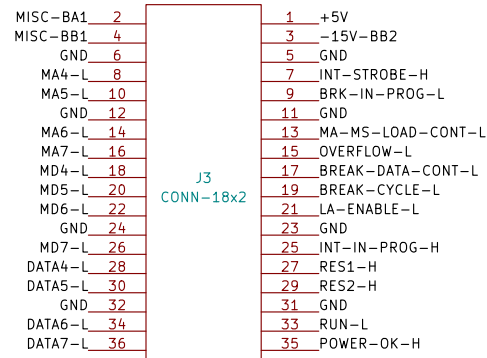 MISC-BA1 2 1 +5V
MISC-BB1 4 3 -15V-BB2
GND 6 5 GND
MA4-L 8 7 INT-STROBE-H
MA5-L 10 9 BRK-IN-PROG-L
GND 12 11 GND
MA6-L 14 13 MA-MS-LOAD-CONT-L
MA7-L 16 15 OVERFLOW-L
MD4-L 18 17 BREAK-DATA-CONT-L
J3
MD5-L 20 19 BREAK-CYCLE-L
CONN-18x2
MD6-L 22 21 LA-ENABLE-L
GND 24 23 GND
MD7-L 26 25 INT-IN-PROG-H
DATA4-L 28 27 RES1-H
DATA5-L 30 29 RES2-H
GND 32 31 GND
DATA6-L 34 33 RUN-L
DATA7-L 36 35 POWER-OK-H